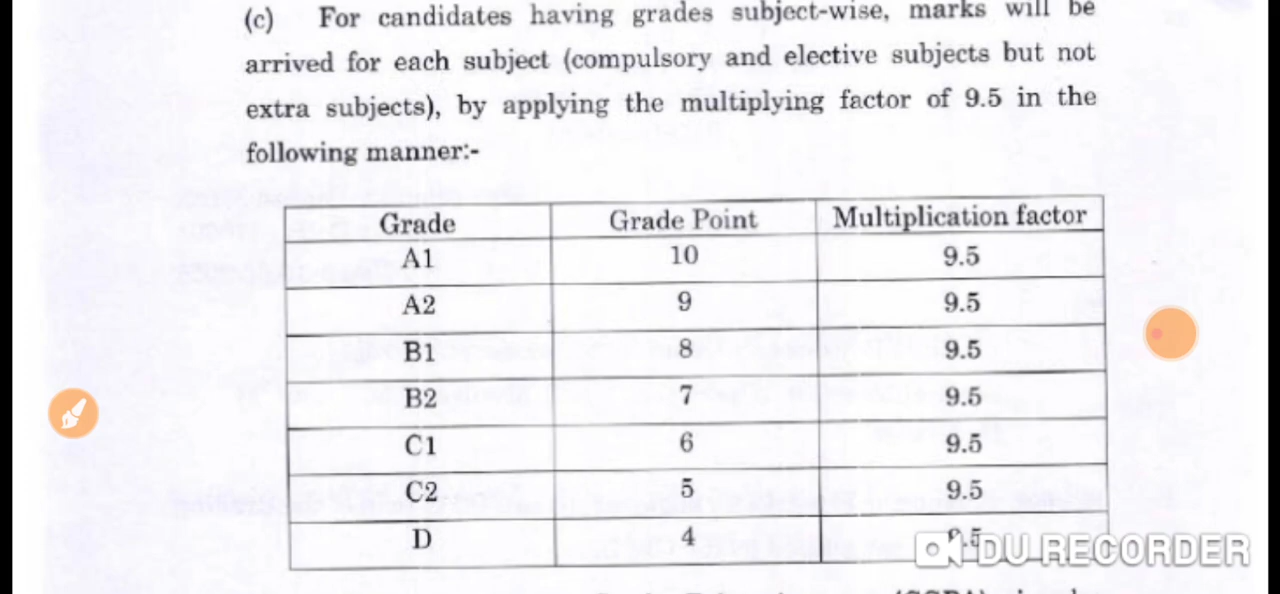 (c) For candidates having grades subject-wise, marks will be
arrived for each subject (compulsory and elective subjects but not
extra subjects), by applying the multiplying factor of 9.5 in the
following manner:-
Grade Grade Point Multiplication factor
A1 10 9.5
A2 9 9.5
B1 8 9.5
B2 7 9.5
C1 6 9.5
C2 5 9.5
D 4 9.5
DU RECORDER